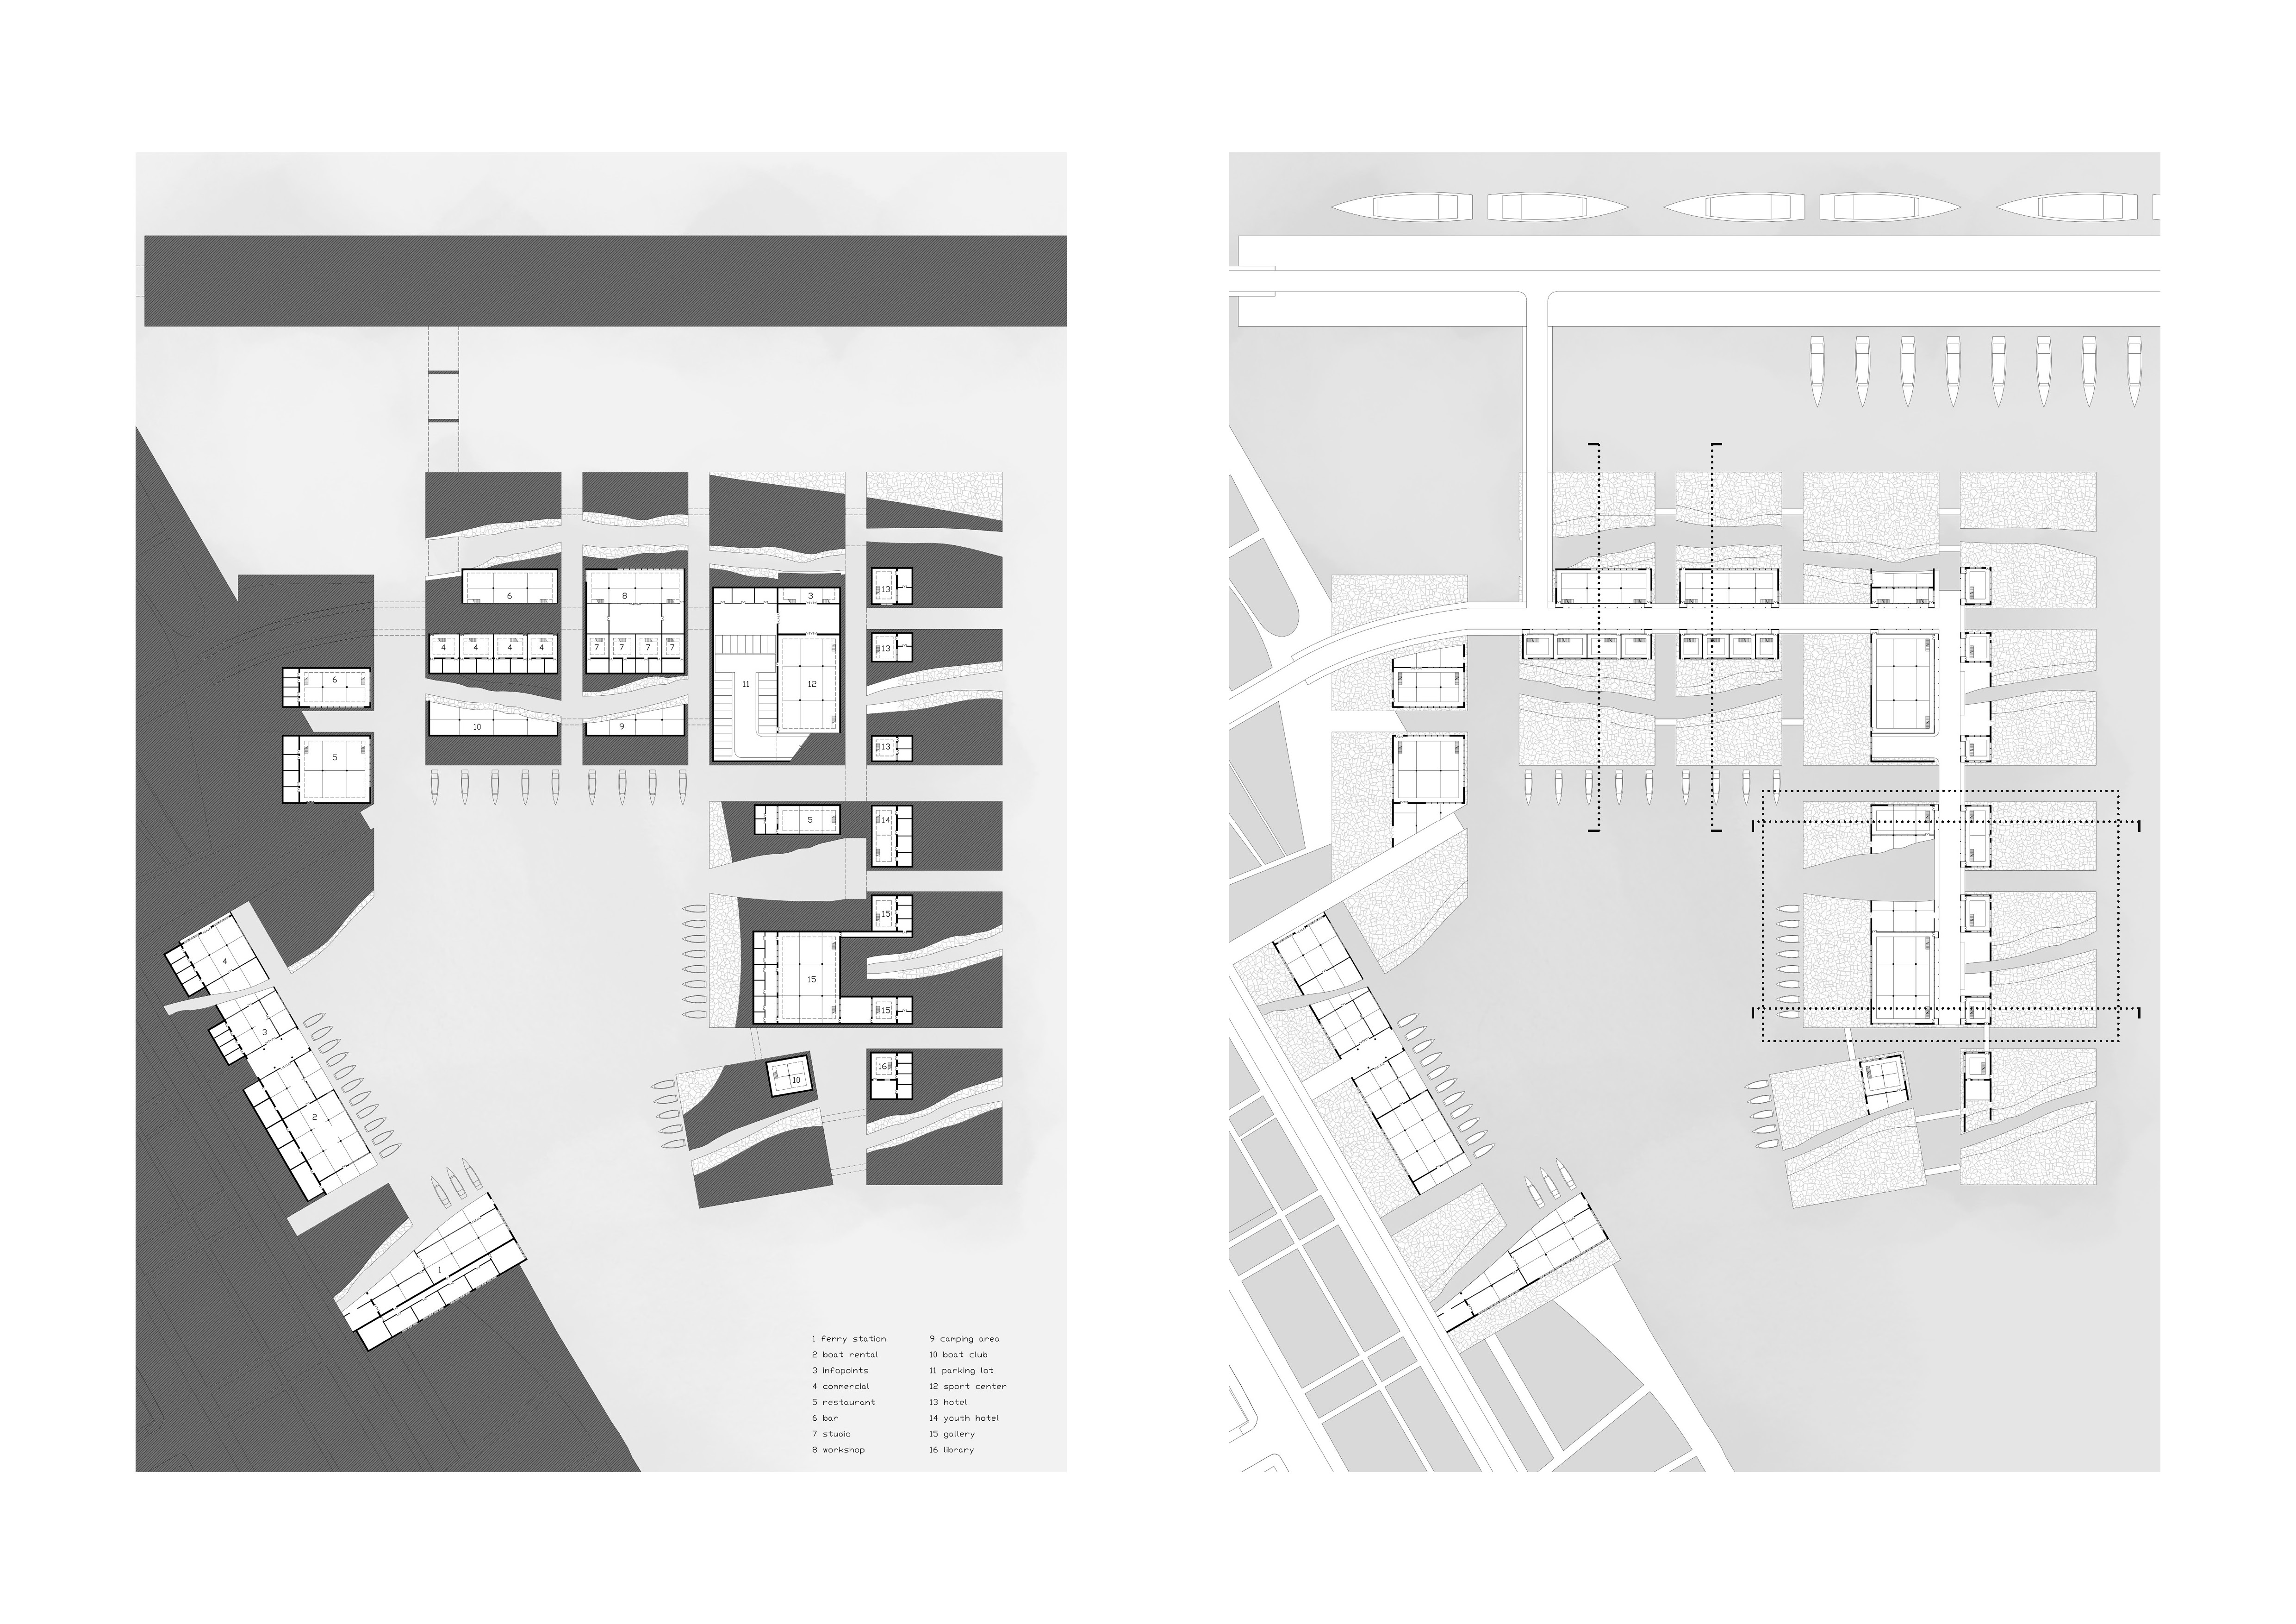 6
8
3
13
4 4 4 4
7 7 7 7
13
6
11
12
10
9
13
5
5
14
15
4
15
3
15
10
16
2
1
1 ferry station
2 boat rental
3 infopoints
4 commercial
5 restaurant
6 bar
7 studio
8 workshop
9 camping area
10 boat club
11 parking lot
12 sport center
13 hotel
14 youth hotel
15 gallery
16 library